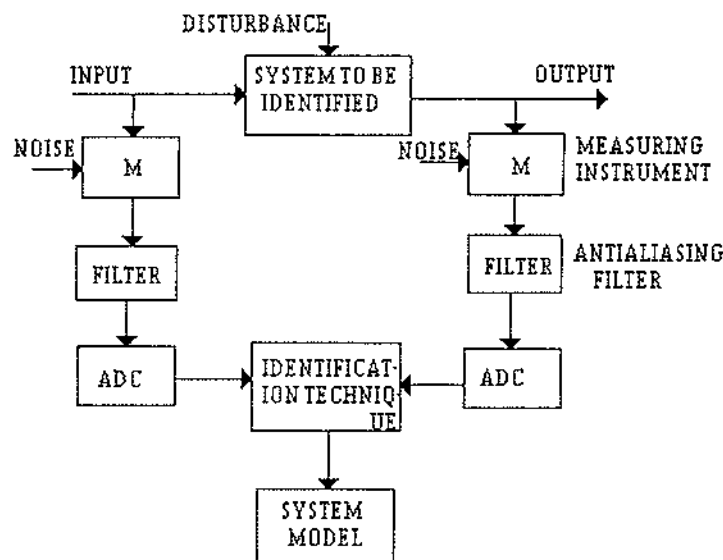 DISTURBANCE
INPUT
SYSTEM TO BE
IDENTIFIED
OUTPUT
NOISE
M
NOISE
M
MEASURING
INSTRUMENT
FILTER
FILTER
ANTIALIASING
FILTER
ADC
IDENTIFICAT-
ION TECHNIQ
UE
ADC
SYSTEM
MODEL